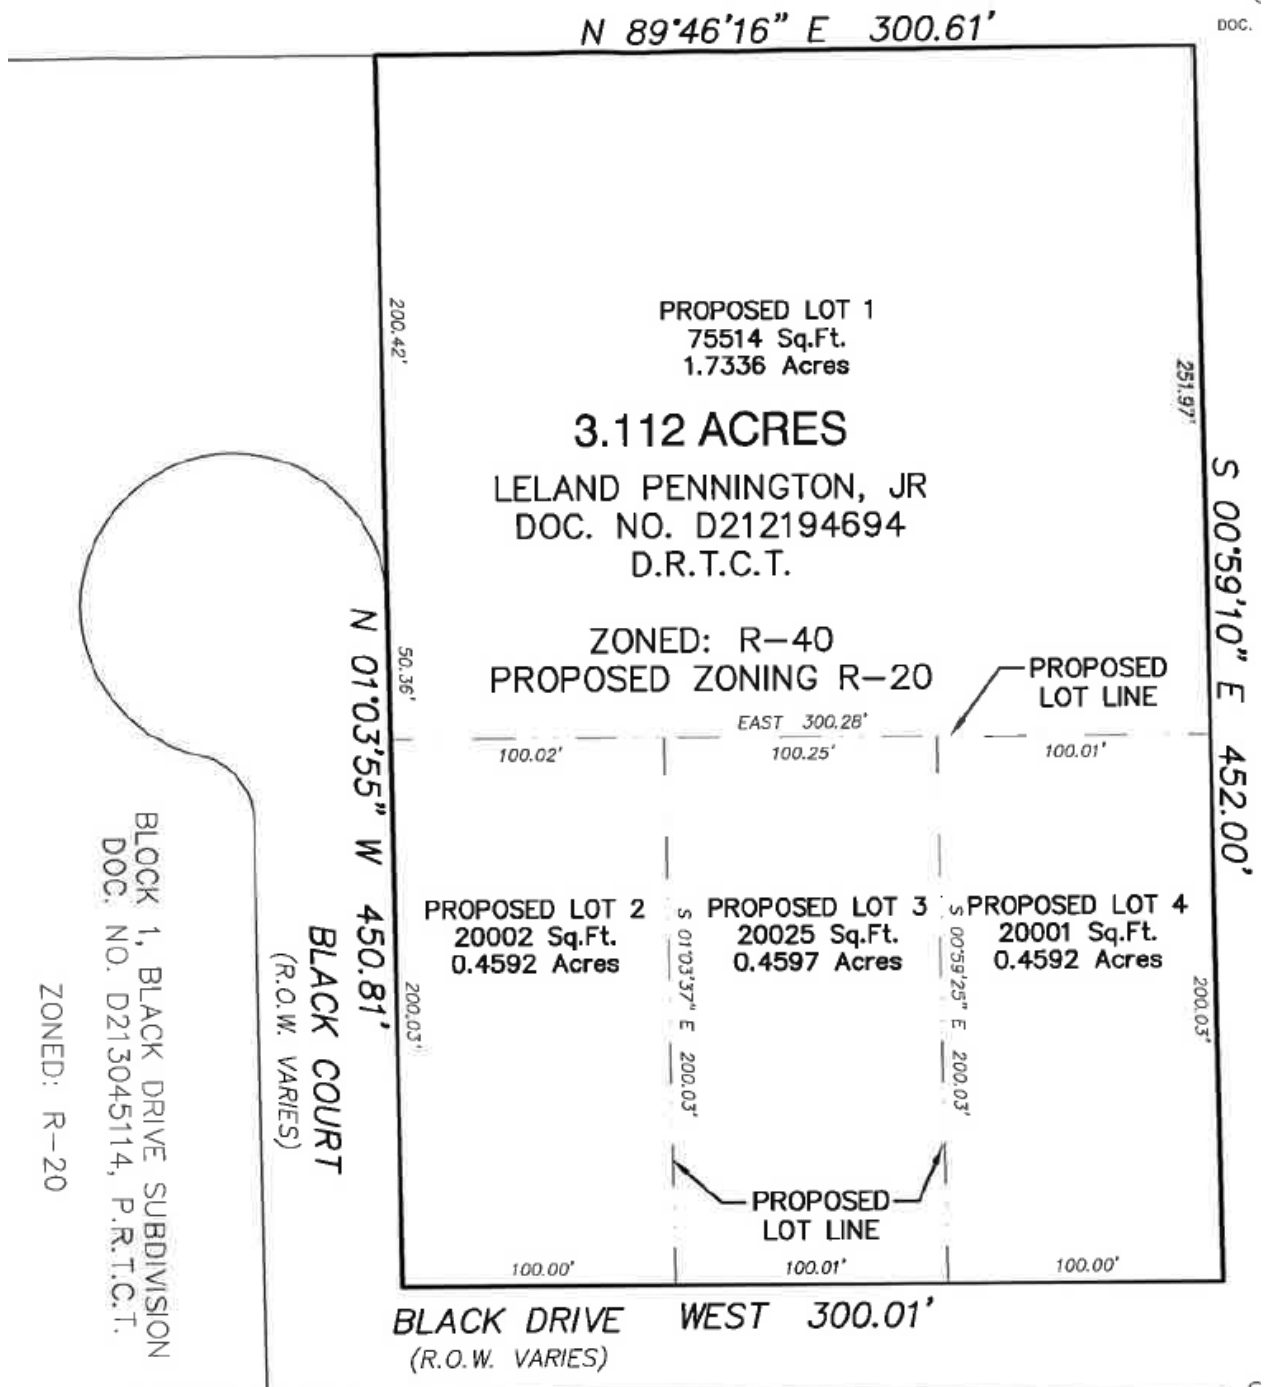 N 89°46'16" E 300.61'
DOC.
200.42'
PROPOSED LOT 1
75514 Sq.Ft.
1.7336 Acres
251.97'
3.112 ACRES
LELAND PENNINGTON, JR
DOC. NO. D212194694
D.R.T.C.T.
S 00°59'10" E 452.00'
N 01°03'55" W 450.81'
50.36'
ZONED: R-40
PROPOSED ZONING R-20
PROPOSED
LOT LINE
EAST 300.28'
100.02'
100.25'
100.01'
PROPOSED LOT 2
20002 Sq.Ft.
0.4592 Acres
S 01°03'37" E 200.03'
PROPOSED LOT 3
20025 Sq.Ft.
0.4597 Acres
S 00°59'25" E 200.03'
PROPOSED LOT 4
20001 Sq.Ft.
0.4592 Acres
200.03'
200.03'
BLACK COURT
(R.O.W. VARIES)
BLOCK 1, BLACK DRIVE SUBDIVISION
DOC. NO. D213045114, P.R.T.C.T.
ZONED: R-20
PROPOSED
LOT LINE
100.00'
100.01'
100.00'
BLACK DRIVE WEST 300.01'
(R.O.W. VARIES)